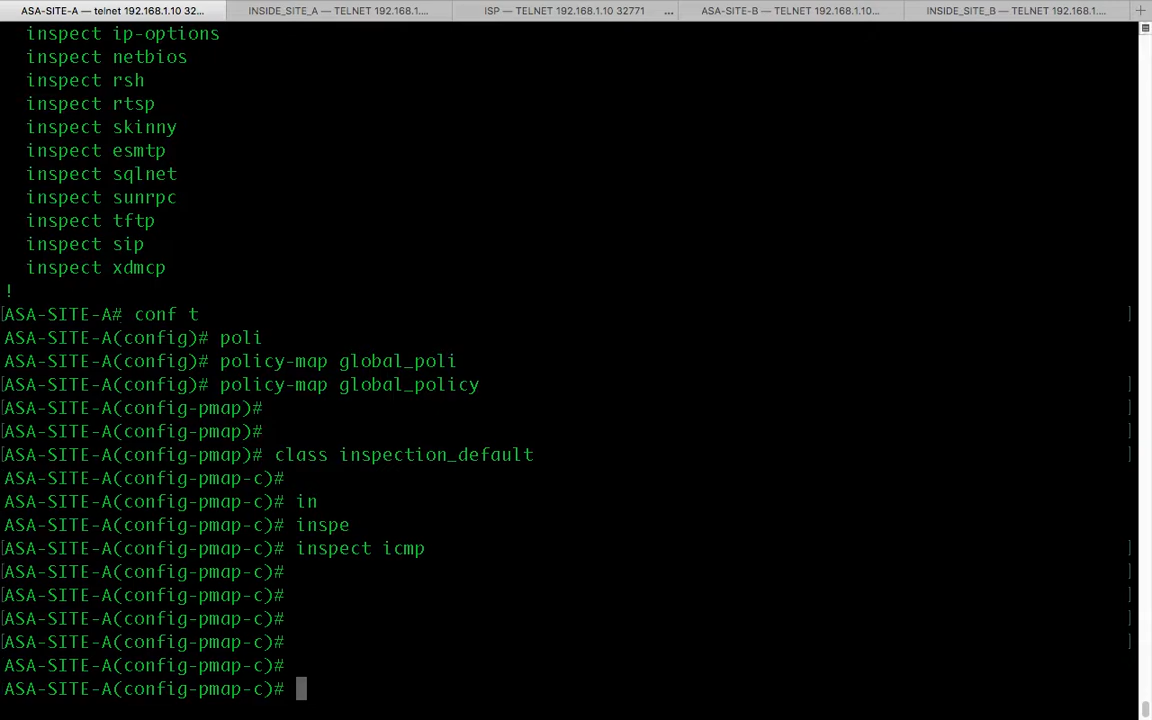 ASA-SITE-A — telnet 192.168.1.10 32... INSIDE_SITE_A — TELNET 192.168.1.... ISP — TELNET 192.168.1.10 32771 ... ASA-SITE-B — TELNET 192.168.1.10... INSIDE_SITE_B — TELNET 192.168.1.... +
inspect ip-options
inspect netbios
inspect rsh
inspect rtsp
inspect skinny
inspect esmtp
inspect sqlnet
inspect sunrpc
inspect tftp
inspect sip
inspect xdmcp
!
[ASA-SITE-A# conf t ]
ASA-SITE-A(config)# poli
ASA-SITE-A(config)# policy-map global_poli
[ASA-SITE-A(config)# policy-map global_policy ]
[ASA-SITE-A(config-pmap)# ]
[ASA-SITE-A(config-pmap)# ]
[ASA-SITE-A(config-pmap)# class inspection_default ]
ASA-SITE-A(config-pmap-c)#
ASA-SITE-A(config-pmap-c)# in
ASA-SITE-A(config-pmap-c)# inspe
[ASA-SITE-A(config-pmap-c)# inspect icmp ]
[ASA-SITE-A(config-pmap-c)# ]
[ASA-SITE-A(config-pmap-c)# ]
[ASA-SITE-A(config-pmap-c)# ]
[ASA-SITE-A(config-pmap-c)# ]
ASA-SITE-A(config-pmap-c)#
ASA-SITE-A(config-pmap-c)#